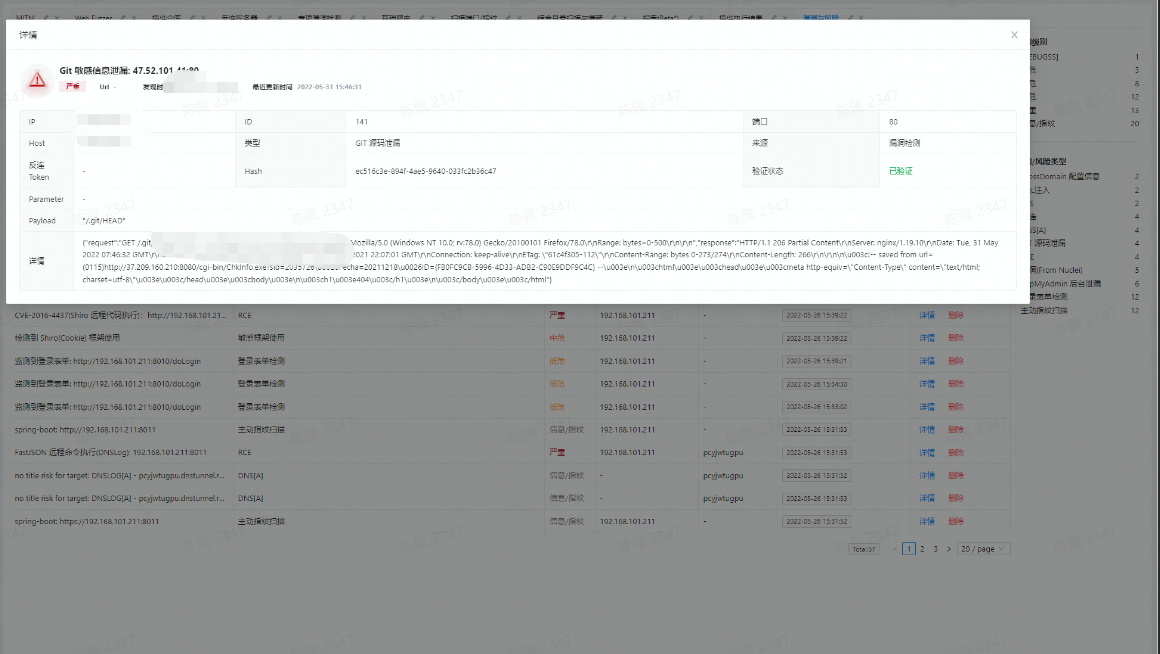 MITM
Web Fuzzer
详情
Git 敏感信息泄漏: 47.52.101
严重 Url - 发现时 最近更新时间 2022-05-31 15:46:31
IP ID 141 端口 80
Host 类型 GIT 源码泄漏 来源 漏洞检测
反连 Token - Hash ec516c3e-894f-4ae5-9640-033fc2b36c47 验证状态 已验证
Parameter -
Payload "/.git/HEAD"
详情
{"request":"GET /.git, Mozilla/5.0 (Windows NT 10.0; rv:78.0) Gecko/20100101 Firefox/78.0\r\nRange: bytes=0-500\r\n\r\n","response":"HTTP/1.1 206 Partial Content\r\nServer: nginx/1.19.10\r\nDate: Tue, 31 May
2022 07:46:32 GMT\r\n 2021 22:07:01 GMT\r\nConnection: keep-alive\r\nETag: \"61c4f305-112\"\r\nContent-Range: bytes 0-273/274\r\nContent-Length: 266\r\n\r\n\r\n\u003c!-- saved from url=
(0115)http://37.209.160.210:8080/cgi-bin/ChkInfo.exe echa=20211218\u0026ID={FB0FC9CB-5996-4D33-ADB2-C90E9DDF9C4C} --\u003e\n\u003chtml\u003e\u003chead\u003e\u003cmeta http-equiv=\"Content-Type\" content=\"text/html;
charset=utf-8\"\u003e\u003c/head\u003e\u003cbody\u003e\n\u003ch1\u003e404\u003c/h1\u003e\n\u003c/body\u003e\u003c/html"}
CVE-2016-4437(Shiro 远程代码执行): http://192.168.101.21... RCE 严重 192.168.101.211 - 2022-05-26 15:39:22 详情 删除
检测到 Shiro(Cookie) 框架使用 敏感框架使用 中危 192.168.101.211 - 2022-05-26 15:39:22 详情 删除
监测到登录表单: http://192.168.101.211:8010/doLogin 登录表单检测 低危 192.168.101.211 - 2022-05-26 15:39:21 详情 删除
监测到登录表单: http://192.168.101.211:8010/doLogin 登录表单检测 低危 192.168.101.211 - 2022-05-26 15:34:30 详情 删除
监测到登录表单: http://192.168.101.211:8010/doLogin 登录表单检测 低危 192.168.101.211 - 2022-05-26 15:33:02 详情 删除
spring-boot: http://192.168.101.211:8011 主动指纹扫描 信息/指纹 192.168.101.211 - 2022-05-26 15:31:53 详情 删除
FastJSON 远程命令执行(DNSLog): 192.168.101.211:8011 RCE 严重 192.168.101.211 pcyjwtugpu 2022-05-26 15:31:53 详情 删除
no title risk for target: DNSLOG[A] - pcyjwtugpu.dnstunnel.r... DNS[A] 信息/指纹 - pcyjwtugpu 2022-05-26 15:31:52 详情 删除
no title risk for target: DNSLOG[A] - pcyjwtugpu.dnstunnel.r... DNS[A] 信息/指纹 - pcyjwtugpu 2022-05-26 15:31:53 详情 删除
spring-boot: https://192.168.101.211:8011 主动指纹扫描 信息/指纹 192.168.101.211 - 2022-05-26 15:31:52 详情 删除
Total:57 1 2 3 20 / page
级别
EBUGSS] 1
3
8
12
13
息/指纹 20
/风险类型
ossDomain 配置信息 2
注入 2
2
4
S[A] 4
源码泄漏 4
4
(From Nuclei) 5
pMyAdmin 后台泄漏 6
录表单检测 12
主动指纹扫描 12
陈佩 2347